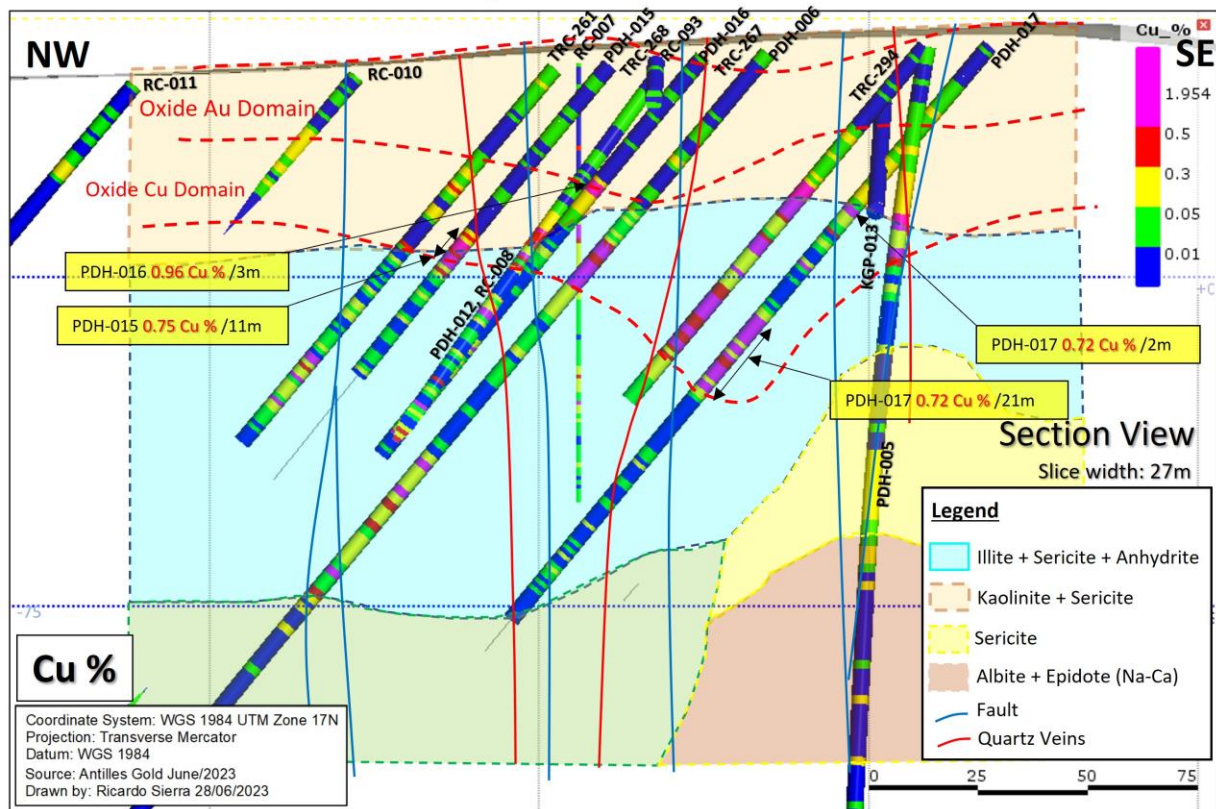 NW
SE
TRC-261
RC-007
PDH-015
TRC-268
RC-093
PDH-016
TRC-267
PDH-006
TRC-294
PDH-017
RC-011
RC-010
Cu_%
1.954
0.5
0.3
0.05
0.01
Oxide Au Domain
Oxide Cu Domain
PDH-016 0.96 Cu % /3m
PDH-015 0.75 Cu % /11m
PDH-012, RC-008
KGP-013
+0
PDH-017 0.72 Cu % /2m
PDH-017 0.72 Cu % /21m
PDH-005
Section View
Slice width: 27m
Legend
Illite + Sericite + Anhydrite
Kaolinite + Sericite
Sericite
Albite + Epidote (Na-Ca)
Fault
Quartz Veins
-75
Cu %
Coordinate System: WGS 1984 UTM Zone 17N
Projection: Transverse Mercator
Datum: WGS 1984
Source: Antilles Gold June/2023
Drawn by: Ricardo Sierra 28/06/2023
0 25 50 75